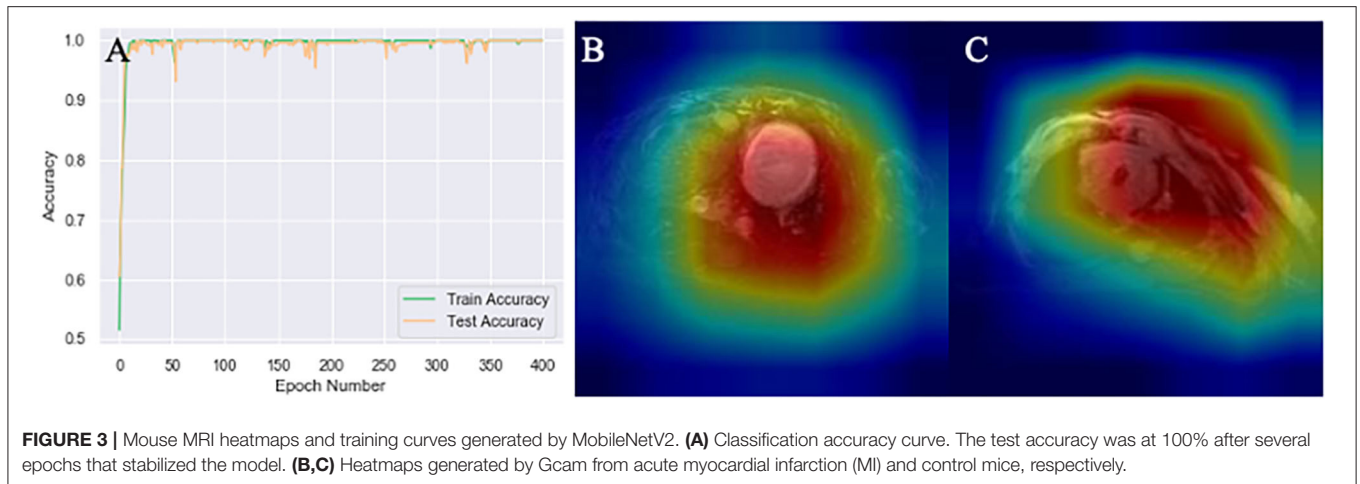 A
1.0
0.9
0.8
0.7
0.6
0.5
Accuracy
0 50 100 150 200 250 300 350 400
Epoch Number
Train Accuracy
Test Accuracy
B
C
FIGURE 3 | Mouse MRI heatmaps and training curves generated by MobileNetV2. (A) Classification accuracy curve. The test accuracy was at 100% after several
epochs that stabilized the model. (B,C) Heatmaps generated by Gcam from acute myocardial infarction (MI) and control mice, respectively.